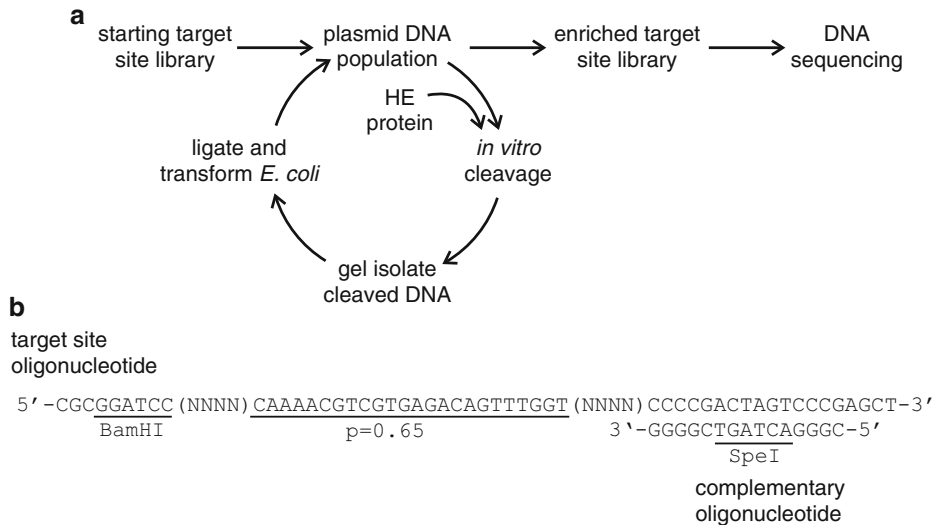 a
starting target
site library
plasmid DNA
population
enriched target
site library
DNA
sequencing
HE
protein
in vitro
cleavage
ligate and
transform E. coli
gel isolate
cleaved DNA
b
target site
oligonucleotide
5′-CGCGGATCC(NNNN)CAAAACGTCGTGAGACAGTTTGGT(NNNN)CCCCGACTAGTCCCGAGCT-3′
BamHI
p=0.65
3‘-GGGGCTGATCAGGGC-5′
SpeI
complementary
oligonucleotide